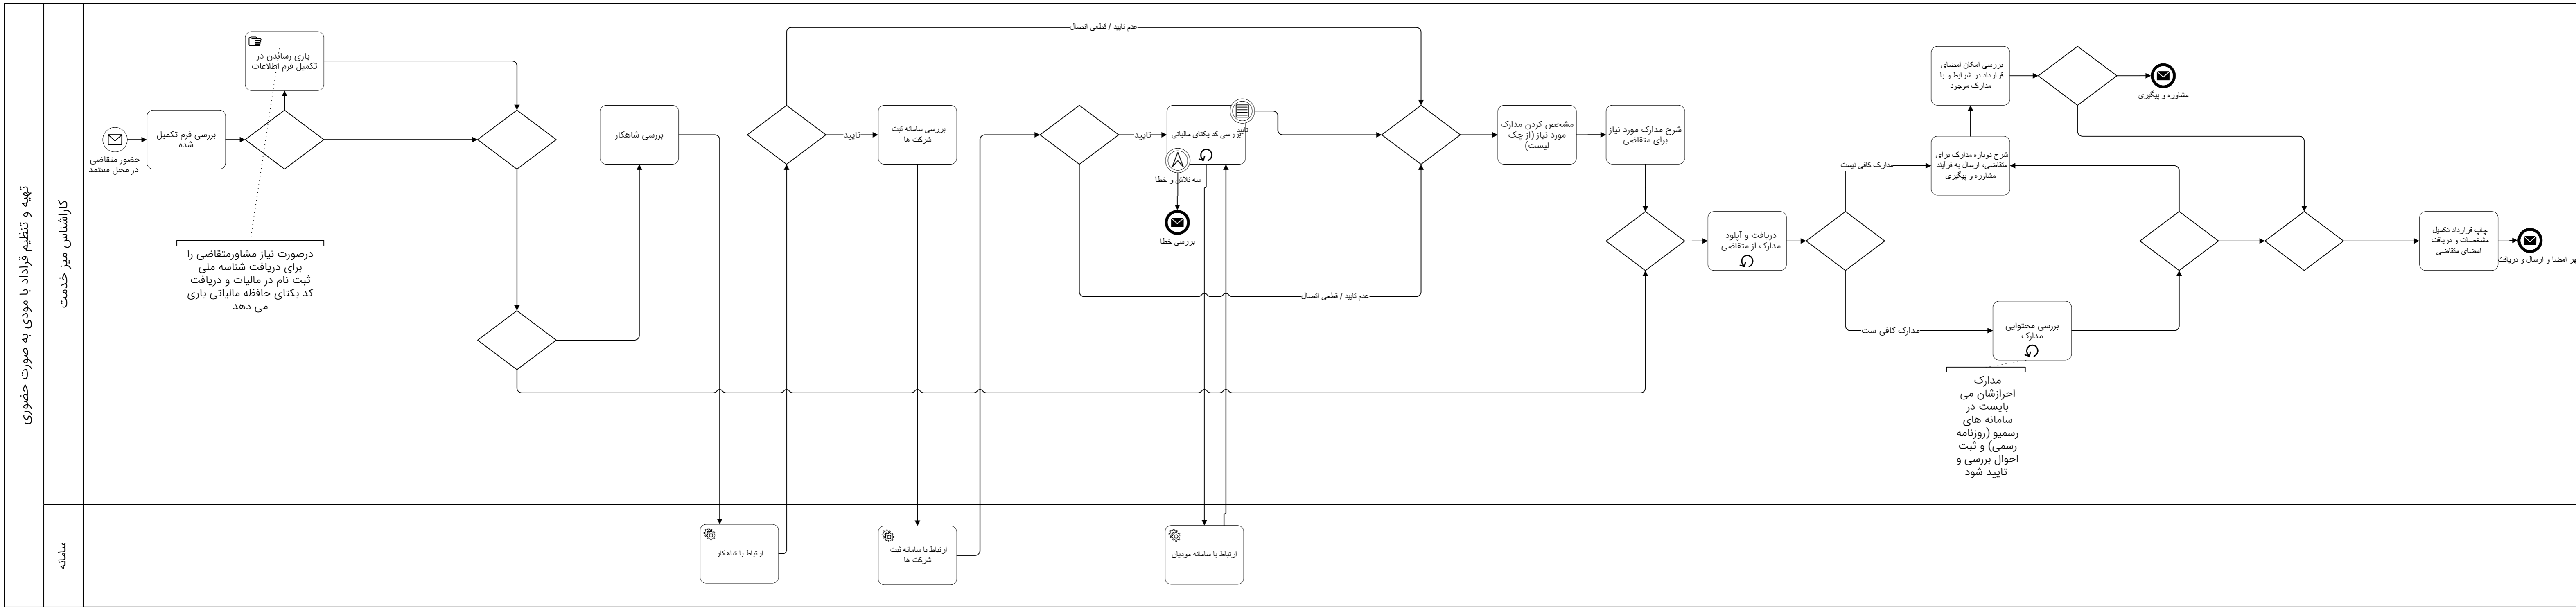 تهیه و تنظیم قراداد با مودی به صورت حضوری
کاراشناس میز خدمت
سامانه
حضور متقاضی
در محل معتمد
بررسی فرم تکمیل
شده
یاری رساندن در
تکمیل فرم اطلاعات
درصورت نیاز مشاورمتقاضی را
برای دریافت شناسه ملی
ثبت نام در مالیات و دریافت
کد یکتای حافظه مالیاتی یاری
می دهد
بررسی شاهکار
ارتباط با شاهکار
عدم تایید / قطعی اتصال
تایید
بررسی سامانه ثبت
شرکت ها
ارتباط با سامانه ثبت
شرکت ها
تایید
بررسی کد یکتای مالیاتی
تایید
سه تلاش و خطا
بررسی خطا
ارتباط با سامانه مودیان
عدم تایید / قطعی اتصال
مشخص کردن مدارک
مورد نیاز (از چک
لیست)
شرح مدارک مورد نیاز
برای متقاضی
دریافت و آپلود
مدارک از متقاضی
مدارک کافی نیست
مدارک کافی ست
شرح دوباره مدارک برای
متقاضی، ارسال به فرآیند
مشاوره و پیگیری
بررسی امکان امضای
قرارداد در شرایط و با
مدارک موجود
مشاوره و پیگیری
بررسی محتوایی
مدارک
مدارک
احرازشان می
بایست در
سامانه های
رسمیو (روزنامه
رسمی) و ثبت
احوال بررسی و
تایید شود
چاپ قرارداد تکمیل
مشخصات و دریافت
امضای متقاضی
هر امضا و ارسال و دریافت